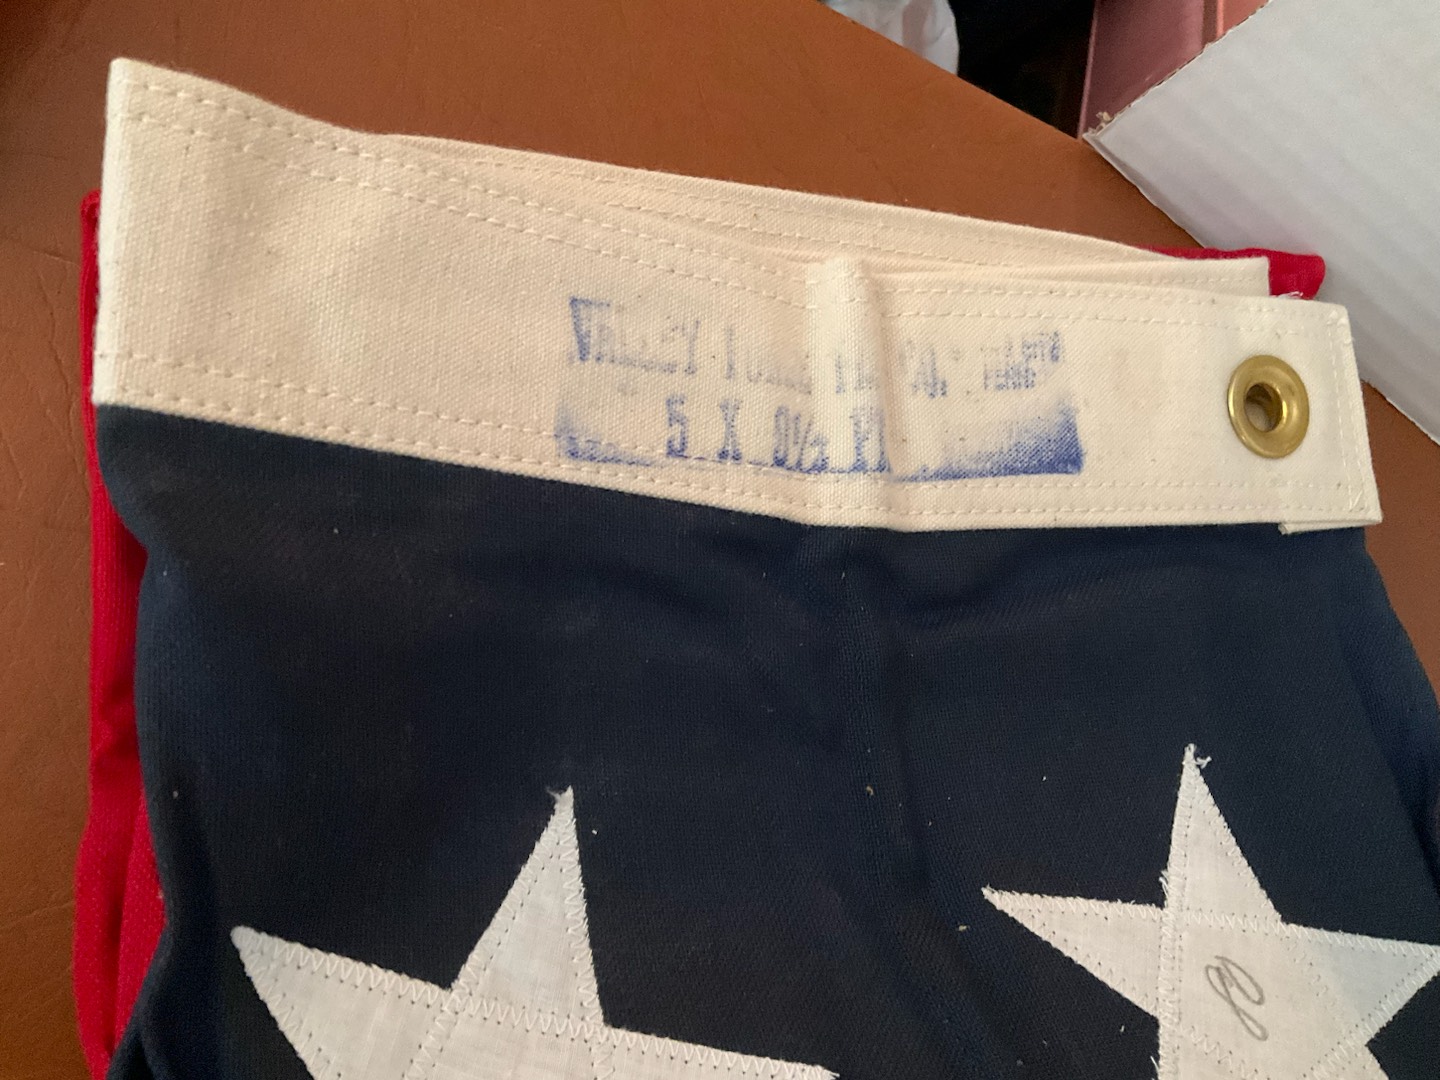 VALLEY FORGE FLAG CO.
5 X 9½ FT